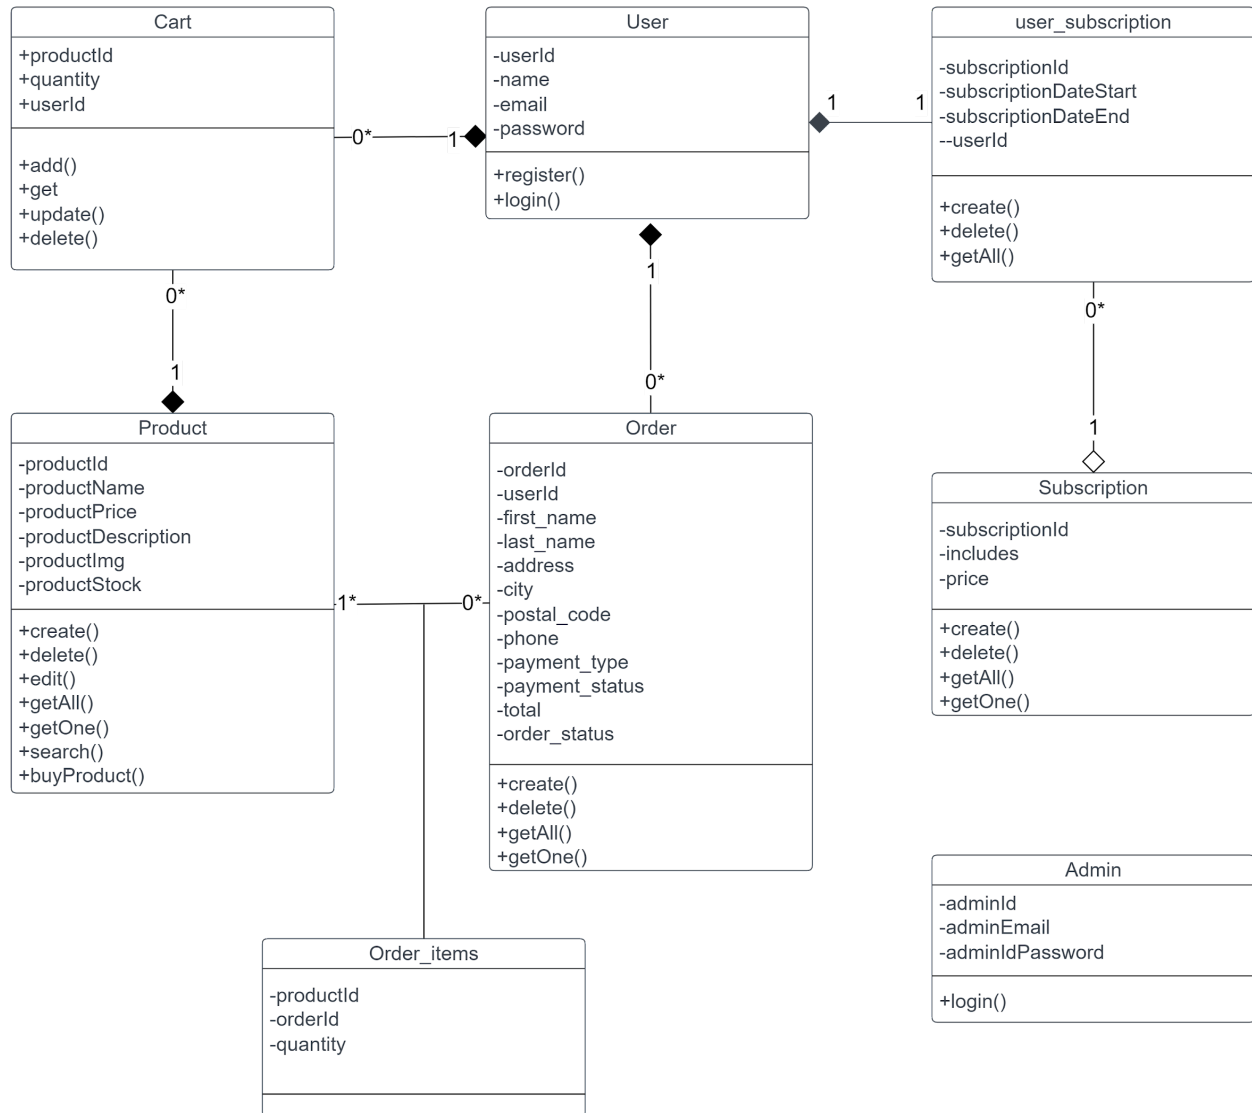 Cart
+productId
+quantity
+userId
+add()
+get
+update()
+delete()
User
-userId
-name
-email
-password
+register()
+login()
user_subscription
-subscriptionId
-subscriptionDateStart
-subscriptionDateEnd
--userId
+create()
+delete()
+getAll()
0*
1
1
1
0*
1
1
0*
0*
1
Product
-productId
-productName
-productPrice
-productDescription
-productImg
-productStock
+create()
+delete()
+edit()
+getAll()
+getOne()
+search()
+buyProduct()
1*
0*
Order
-orderId
-userId
-first_name
-last_name
-address
-city
-postal_code
-phone
-payment_type
-payment_status
-total
-order_status
+create()
+delete()
+getAll()
+getOne()
Subscription
-subscriptionId
-includes
-price
+create()
+delete()
+getAll()
+getOne()
Order_items
-productId
-orderId
-quantity
Admin
-adminId
-adminEmail
-adminIdPassword
+login()